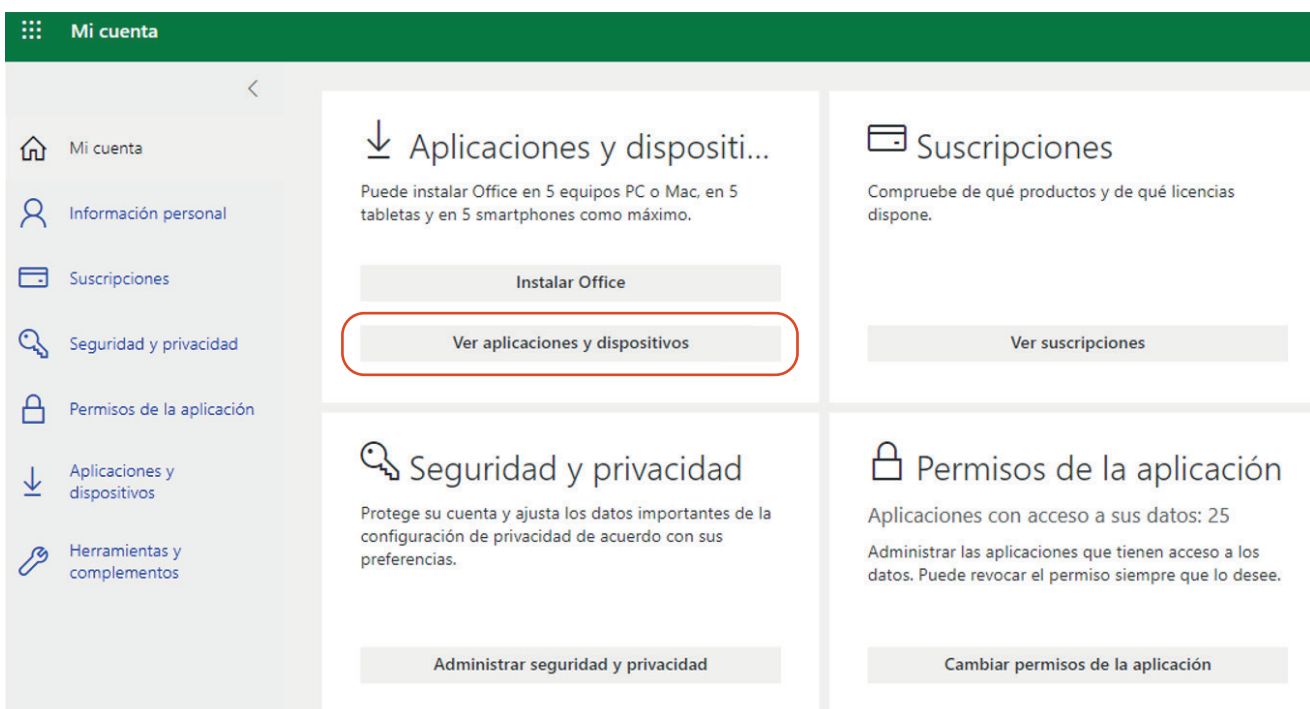 Mi cuenta
Mi cuenta
Información personal
Suscripciones
Seguridad y privacidad
Permisos de la aplicación
Aplicaciones y
dispositivos
Herramientas y
complementos
Aplicaciones y dispositi...
Puede instalar Office en 5 equipos PC o Mac, en 5
tabletas y en 5 smartphones como máximo.
Instalar Office
Ver aplicaciones y dispositivos
Suscripciones
Compruebe de qué productos y de qué licencias
dispone.
Ver suscripciones
Seguridad y privacidad
Protege su cuenta y ajusta los datos importantes de la
configuración de privacidad de acuerdo con sus
preferencias.
Administrar seguridad y privacidad
Permisos de la aplicación
Aplicaciones con acceso a sus datos: 25
Administrar las aplicaciones que tienen acceso a los
datos. Puede revocar el permiso siempre que lo desee.
Cambiar permisos de la aplicación